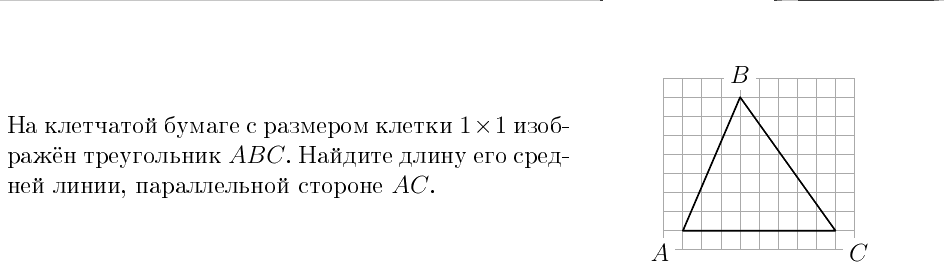 На клетчатой бумаге с размером клетки 1×1 изоб-
ражён треугольник ABC. Найдите длину его сред-
ней линии, параллельной стороне AC.
B
A
C